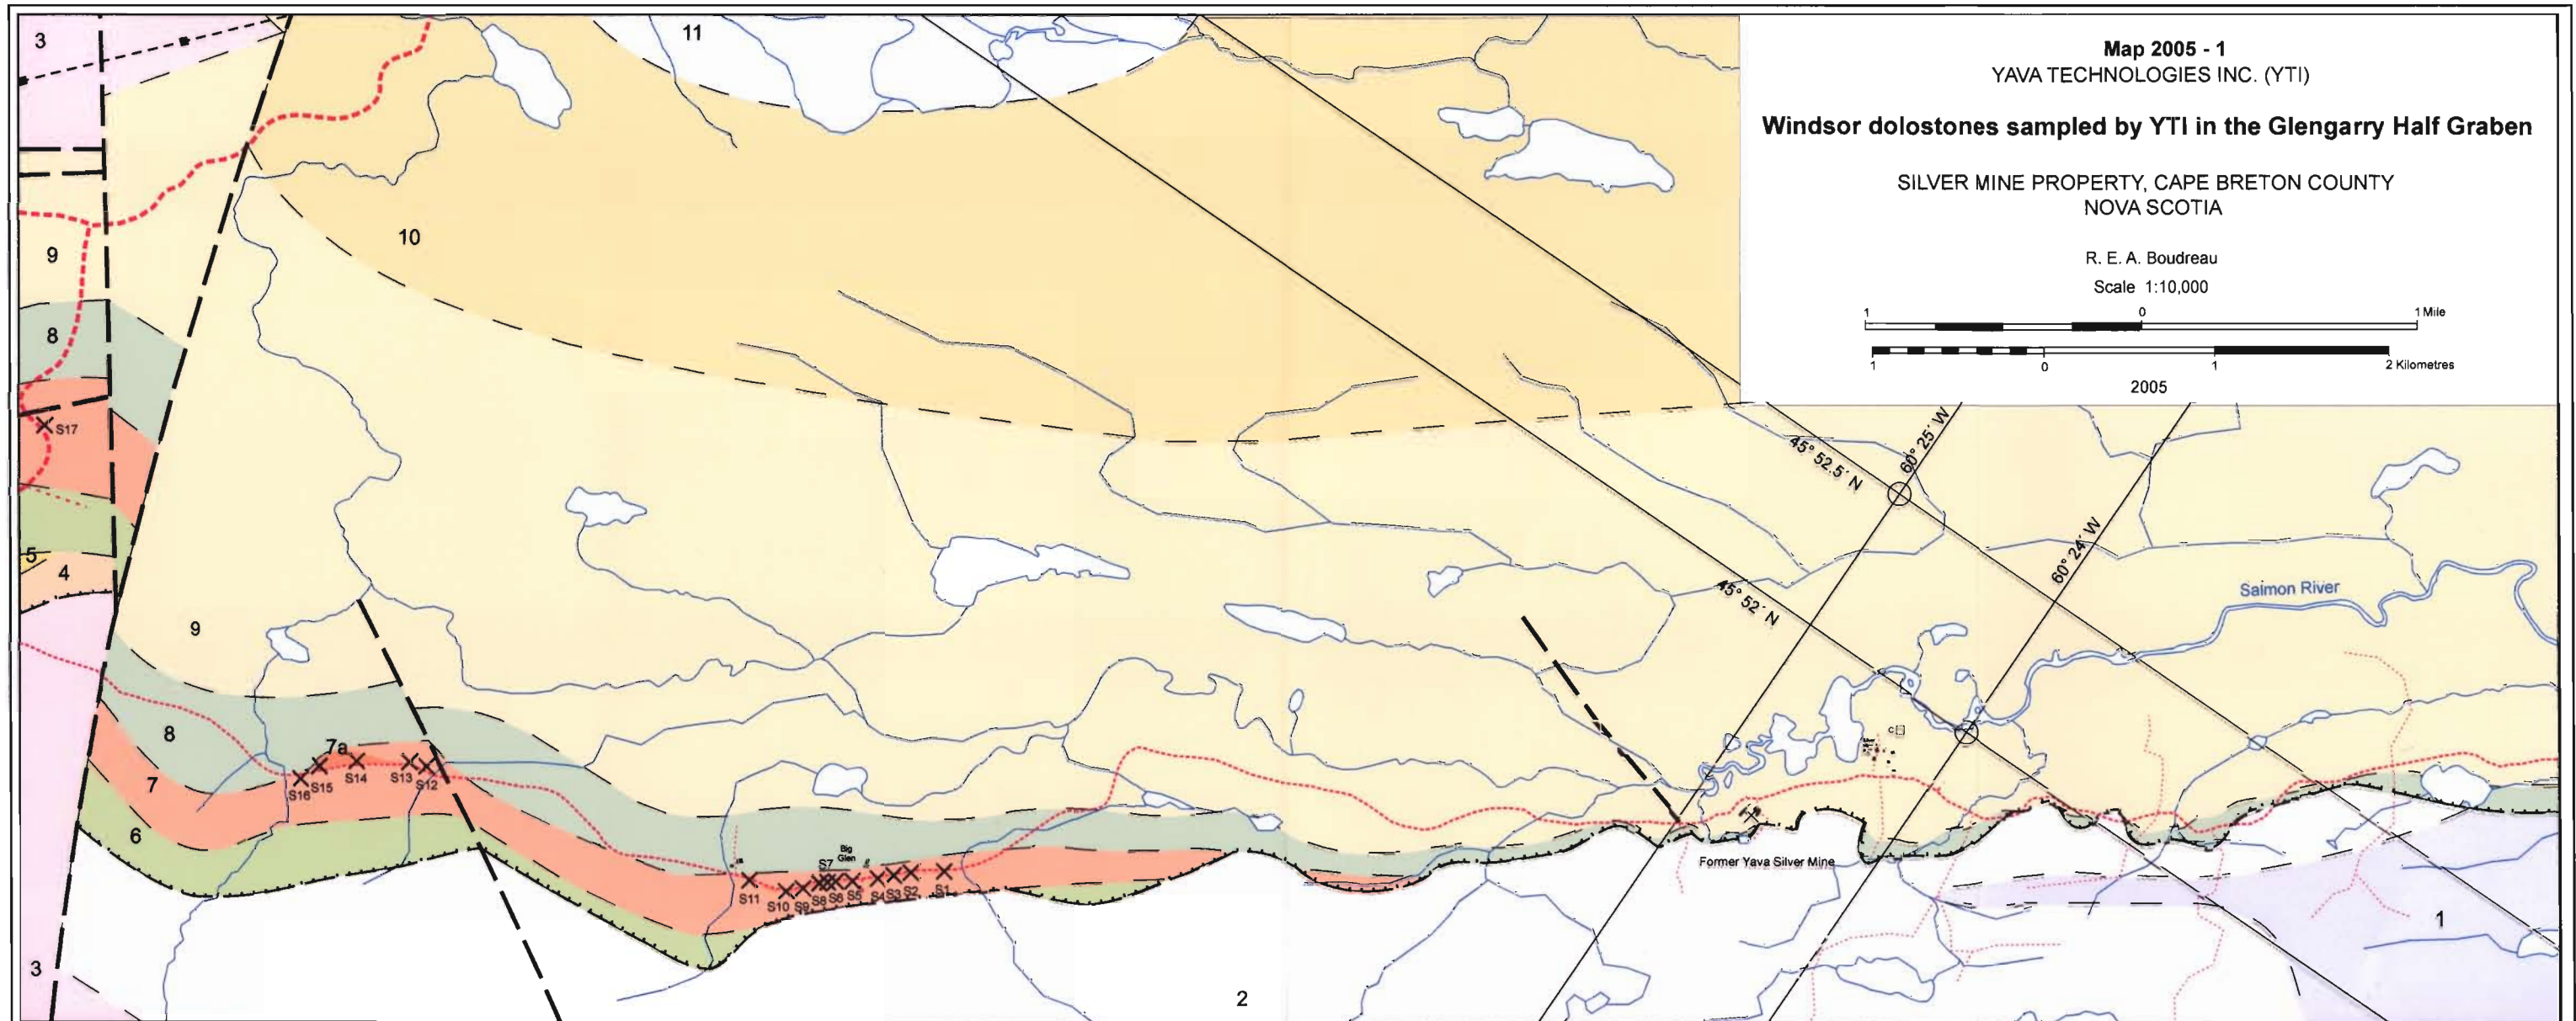 Map 2005 - 1
YAVA TECHNOLOGIES INC. (YTI)
Windsor dolostones sampled by YTI in the Glengarry Half Graben
SILVER MINE PROPERTY, CAPE BRETON COUNTY
NOVA SCOTIA
R. E. A. Boudreau
Scale 1:10,000
1 0 1 Mile
1 0 1 2 Kilometres
2005
3
11
10
9
8
S17
5
4
9
8
7a
7
6
3
S16
S15
S14
S13
S12
S11
S10
S9
S8
S7
S6
S5
S4
S3
S2
S1
Big
Glen
45° 52.5´ N
60° 25´ W
45° 52´ N
60° 24´ W
Salmon River
C
Former Yava Silver Mine
1
2